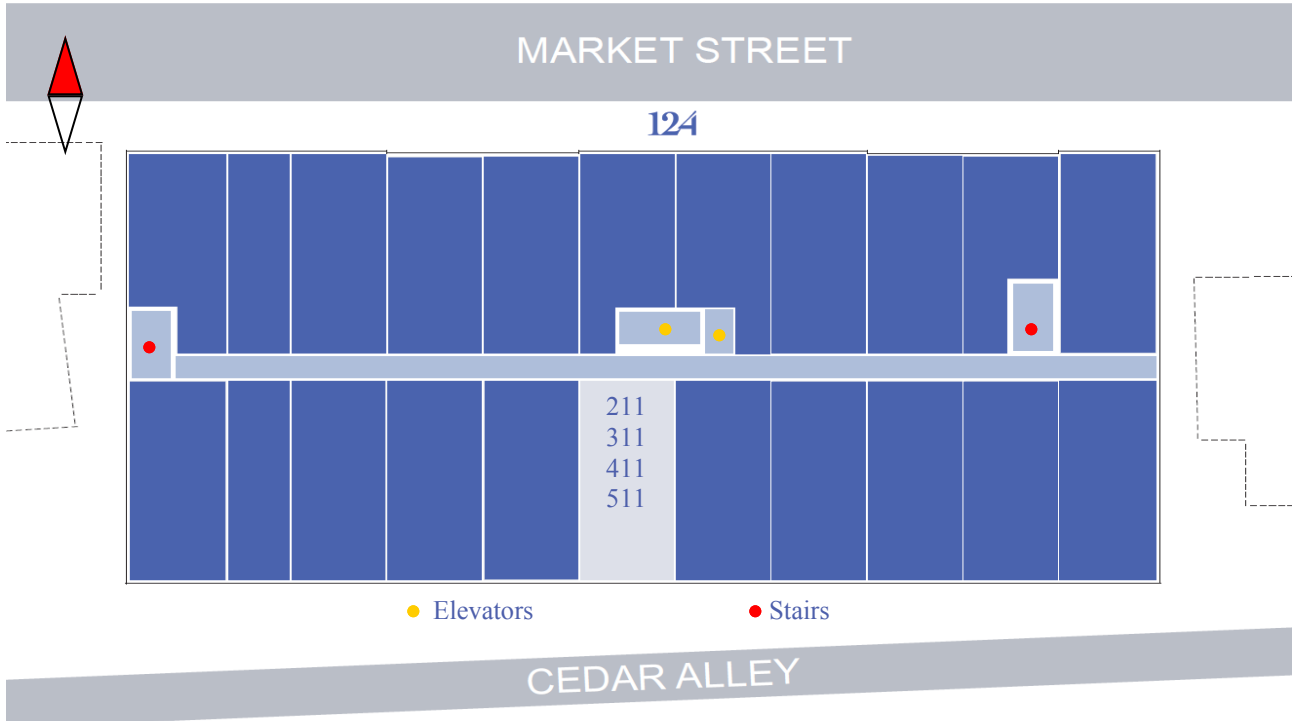 MARKET STREET
124
211
311
411
511
Elevators
Stairs
CEDAR ALLEY